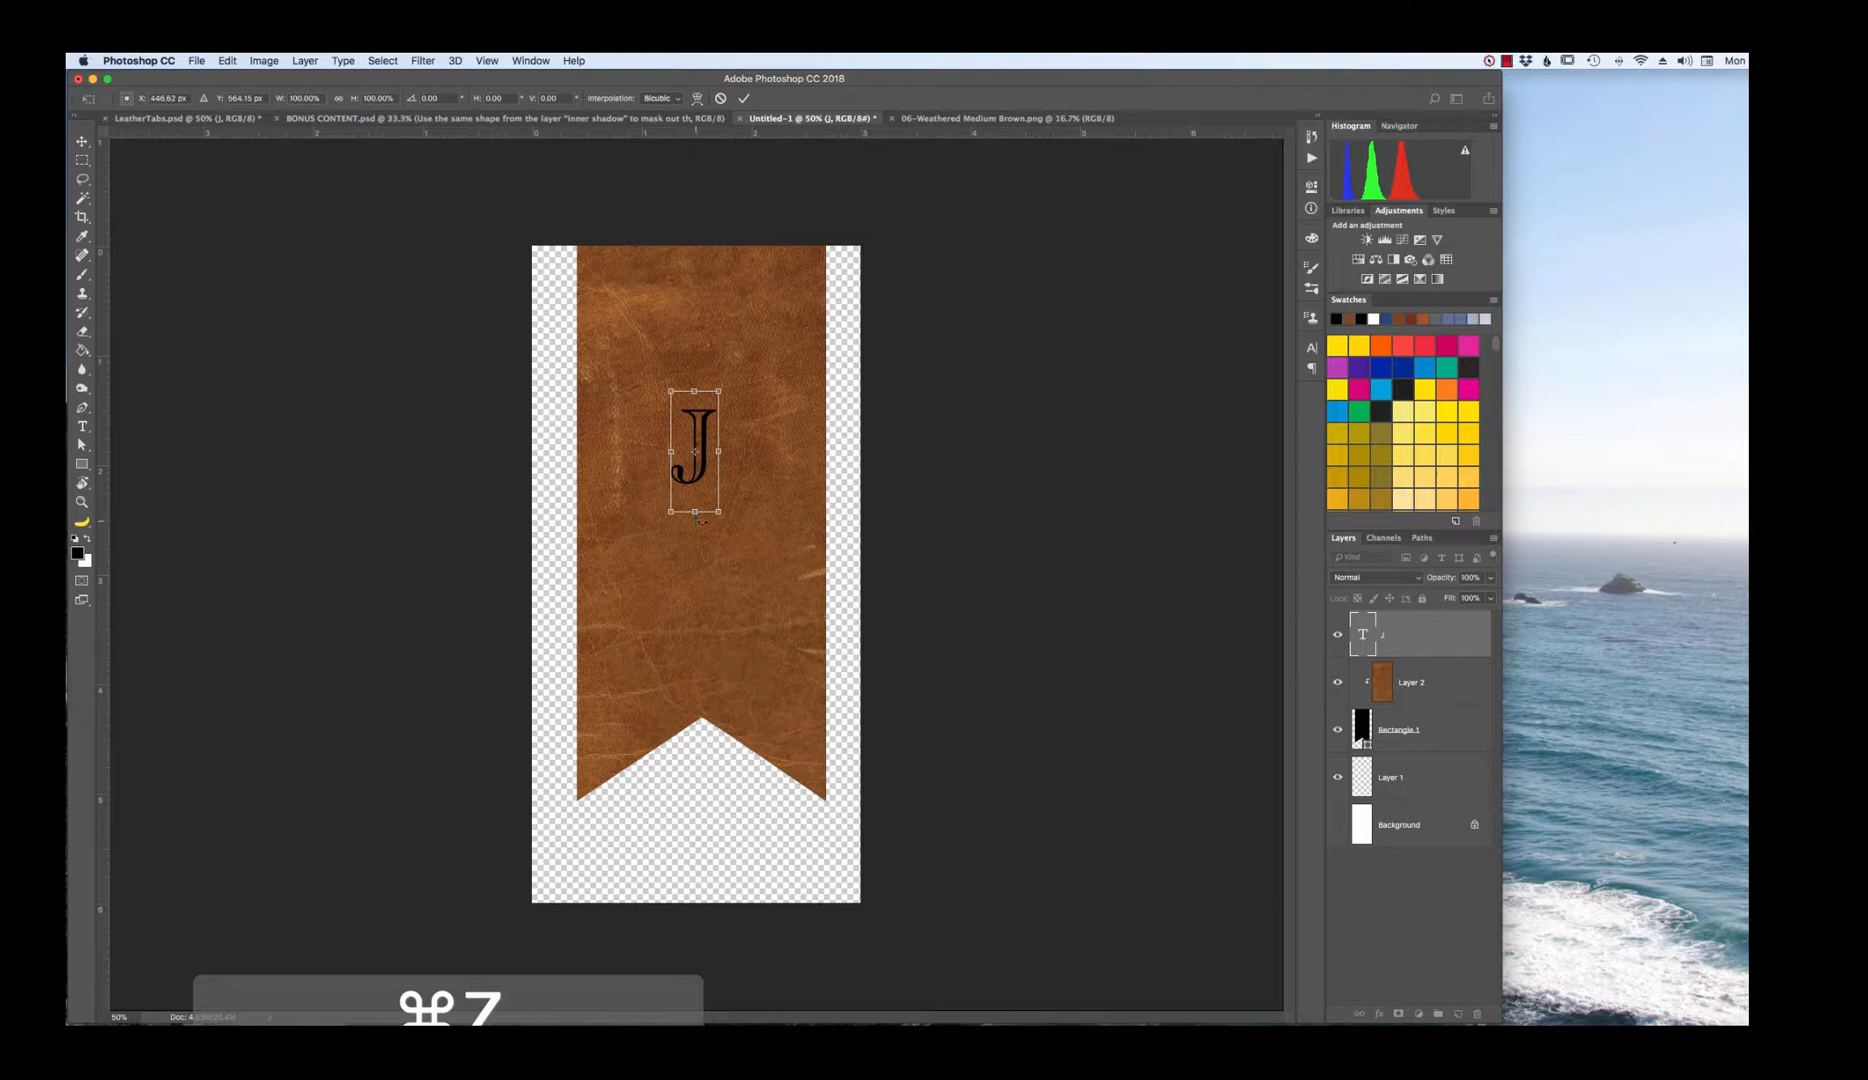 Photoshop CC File Edit Image Layer Type Select Filter 3D View Window Help Mon
Adobe Photoshop CC 2018
X: 446.62 px Y: 564.15 px W: 100.00% H: 100.00% 0.00 ° H: 0.00 ° V: 0.00 ° Interpolation: Bicubic
LeatherTabs.psd @ 50% (J, RGB/8) * BONUS CONTENT.psd @ 33.3% (Use the same shape from the layer "inner shadow" to mask out th, RGB/8) Untitled-1 @ 50% (J, RGB/8#) * 06-Weathered Medium Brown.png @ 16.7% (RGB/8)
Histogram Navigator
Libraries Adjustments Styles
Add an adjustment
Swatches
J
Layers Channels Paths
Kind
Normal Opacity: 100%
Lock: Fill: 100%
T J
Layer 2
Rectangle 1
Layer 1
Background
⌘Z
50%